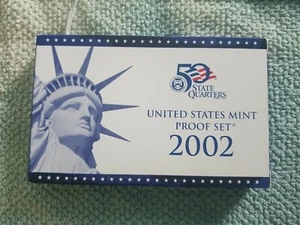 50
STATE
QUARTERS
UNITED STATES MINT
PROOF SET®
2002